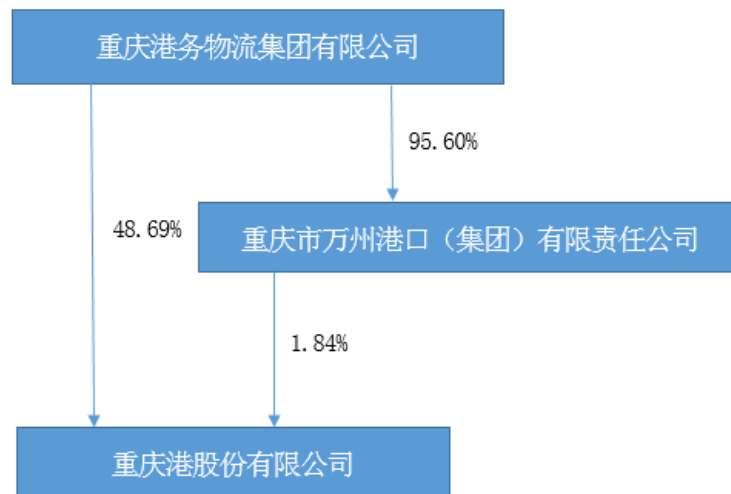 重庆港务物流集团有限公司
95.60%
48.69%
重庆市万州港口（集团）有限责任公司
1.84%
重庆港股份有限公司